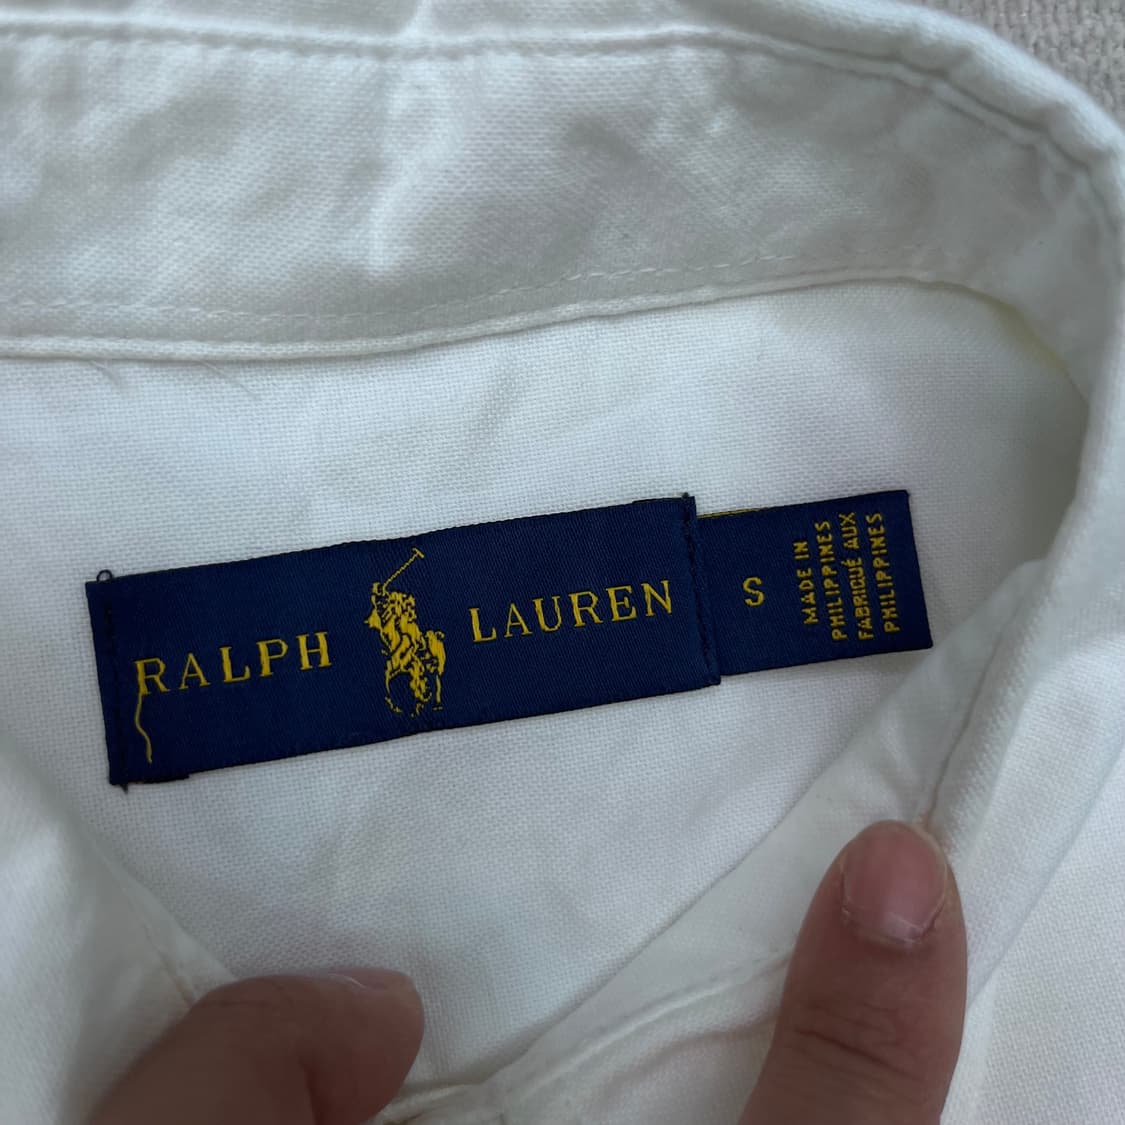 RALPH LAUREN
S
MADE IN
PHILIPPINES
FABRIQUÉ AUX
PHILIPPINES